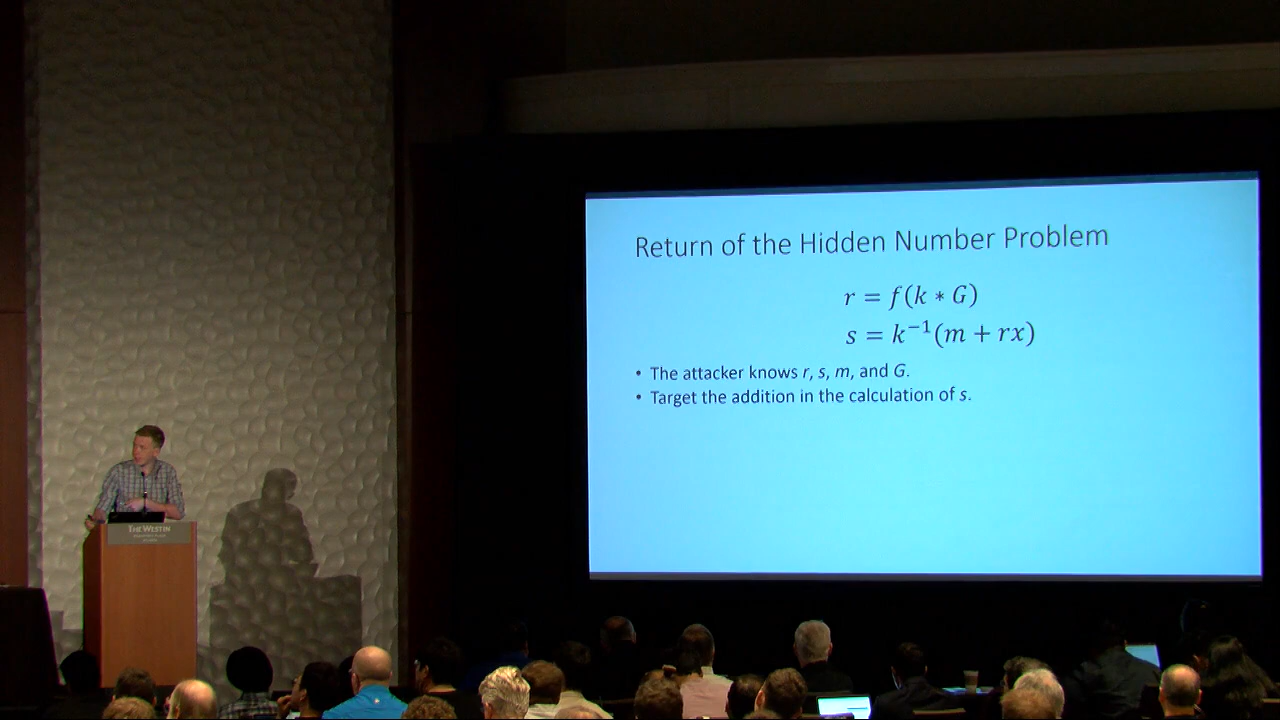 Return of the Hidden Number Problem
r = f(k * G)
s = k⁻¹(m + rx)
• The attacker knows r, s, m, and G.
• Target the addition in the calculation of s.
THE WESTIN